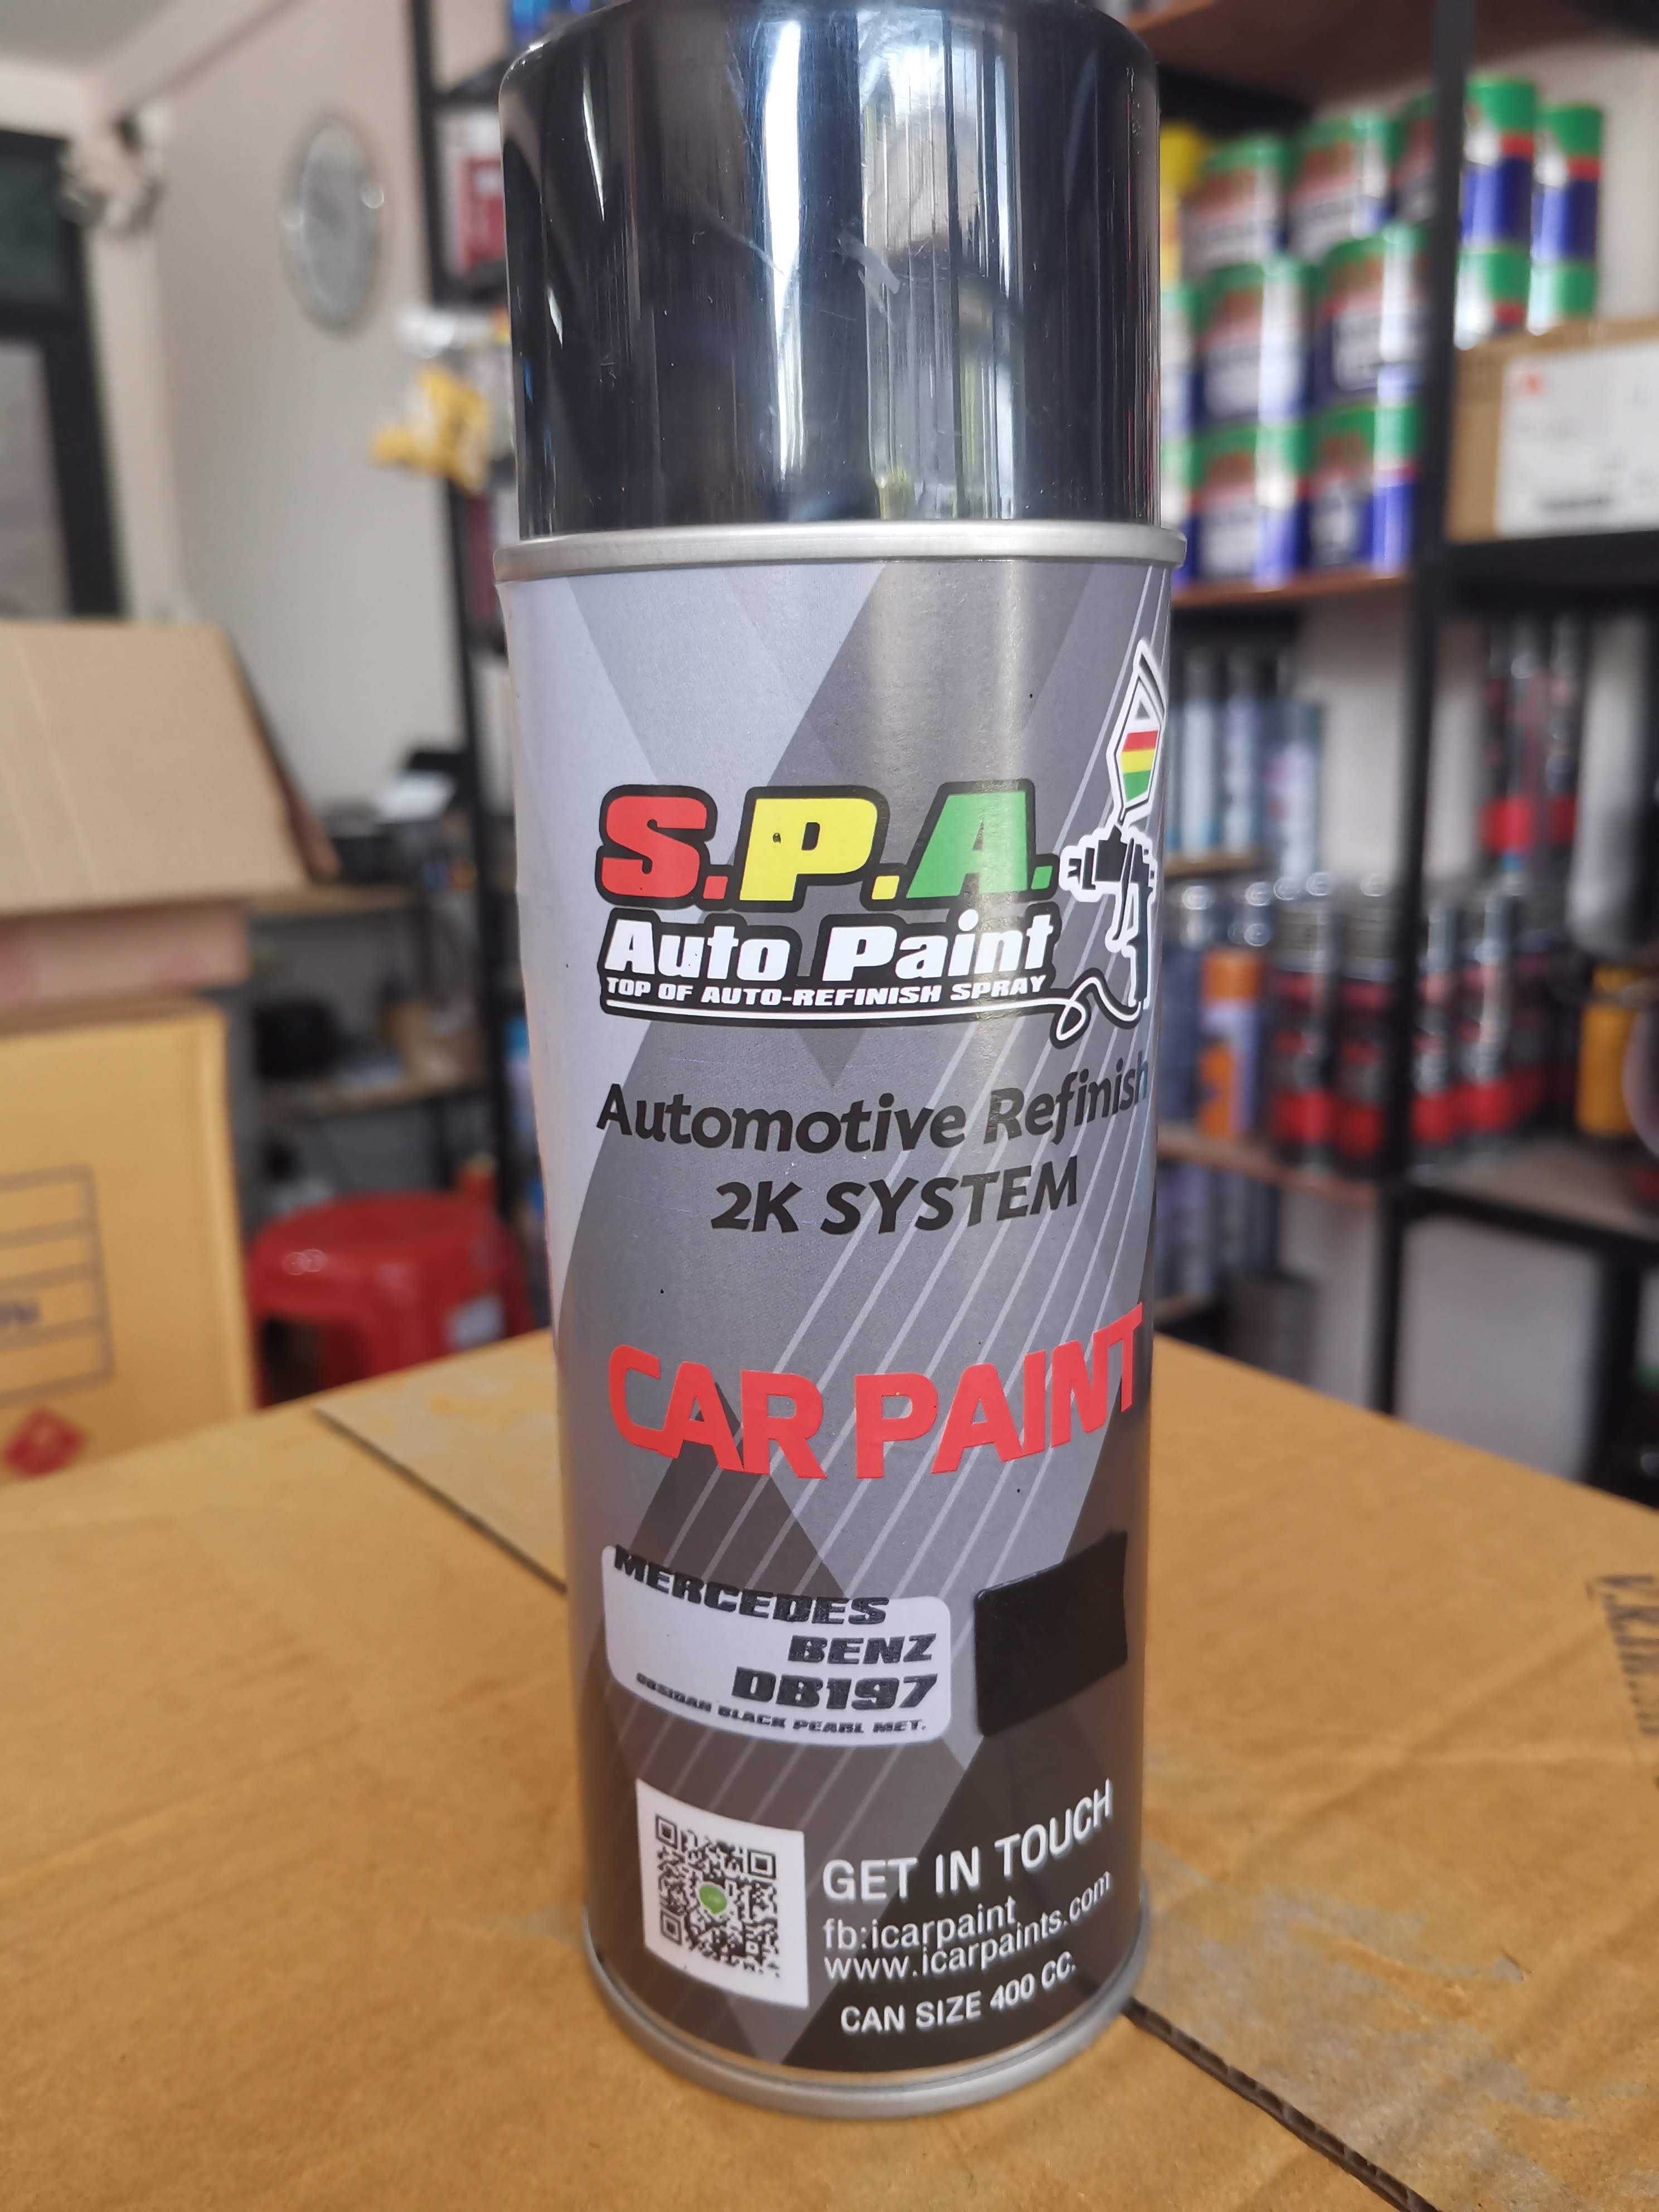 S.P.A.
Auto Paint
TOP OF AUTO-REFINISH SPRAY
Automotive Refinish
2K SYSTEM
CAR PAINT
MERCEDES
BENZ
DB197
OBSIDAN BLACK PEARL MET.
GET IN TOUCH
fb:icarpaint
www.icarpaints.com
CAN SIZE 400 CC.